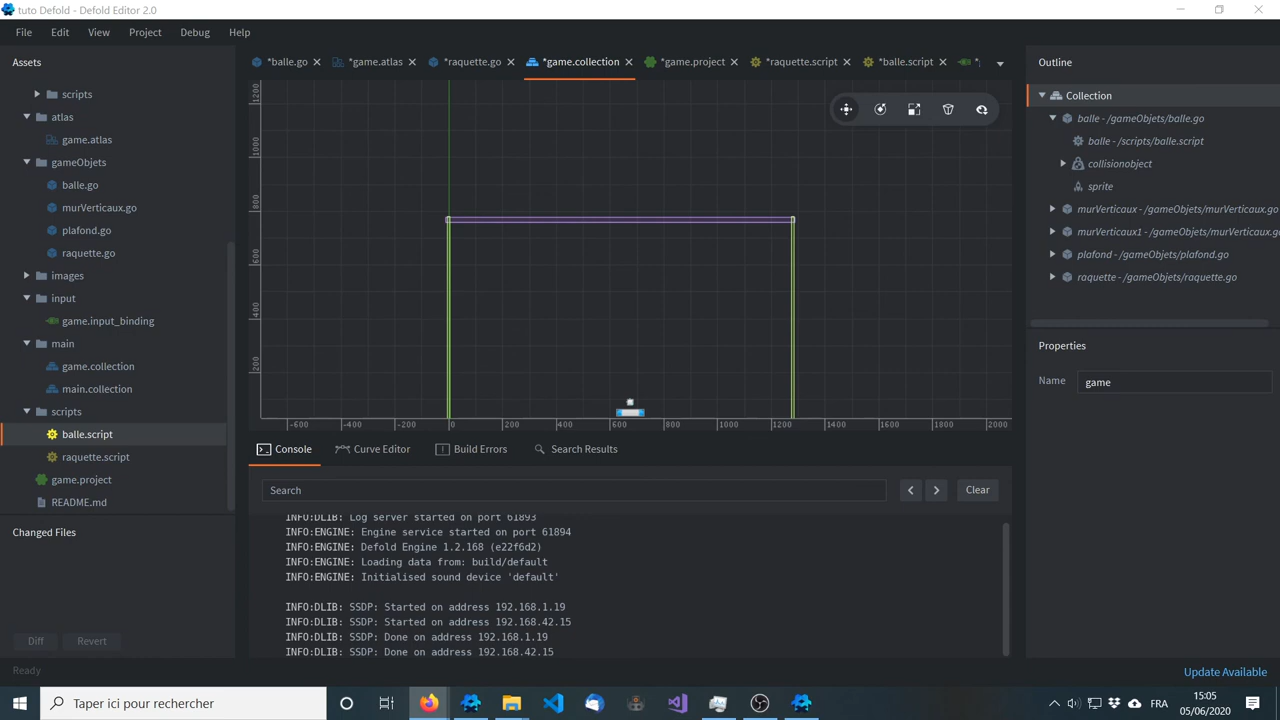 tuto Defold - Defold Editor 2.0
File Edit View Project Debug Help
Assets
scripts
atlas
game.atlas
gameObjets
balle.go
murVerticaux.go
plafond.go
raquette.go
images
input
game.input_binding
main
game.collection
main.collection
scripts
balle.script
raquette.script
game.project
README.md
Changed Files
Diff Revert
Ready
*balle.go *game.atlas *raquette.go *game.collection *game.project *raquette.script *balle.script *
1200
1000
800
600
400
200
-600 -400 -200 0 200 400 600 800 1000 1200 1400 1600 1800 2000
Console Curve Editor Build Errors Search Results
Search Clear
INFO:DLIB: Log server started on port 61893
INFO:ENGINE: Engine service started on port 61894
INFO:ENGINE: Defold Engine 1.2.168 (e22f6d2)
INFO:ENGINE: Loading data from: build/default
INFO:ENGINE: Initialised sound device 'default'
INFO:DLIB: SSDP: Started on address 192.168.1.19
INFO:DLIB: SSDP: Started on address 192.168.42.15
INFO:DLIB: SSDP: Done on address 192.168.1.19
INFO:DLIB: SSDP: Done on address 192.168.42.15
Outline
Collection
balle - /gameObjets/balle.go
balle - /scripts/balle.script
collisionobject
sprite
murVerticaux - /gameObjets/murVerticaux.go
murVerticaux1 - /gameObjets/murVerticaux.go
plafond - /gameObjets/plafond.go
raquette - /gameObjets/raquette.go
Properties
Name game
Update Available
Taper ici pour rechercher
FRA
15:05
05/06/2020